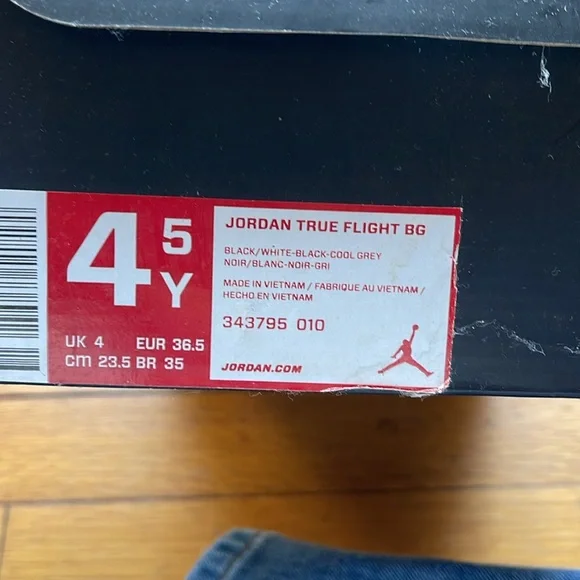 4 5 Y
UK 4 EUR 36.5
CM 23.5 BR 35
JORDAN TRUE FLIGHT BG
BLACK/WHITE-BLACK-COOL GREY
NOIR/BLANC-NOIR-GRI
MADE IN VIETNAM / FABRIQUE AU VIETNAM /
HECHO EN VIETNAM
343795 010
JORDAN.COM